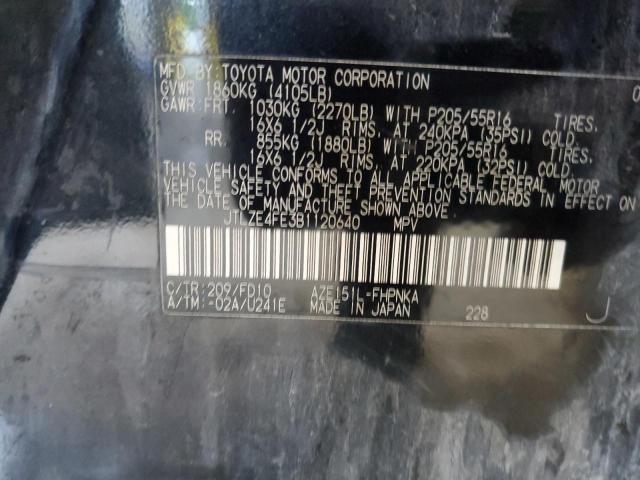 MFD. BY: TOYOTA MOTOR CORPORATION 0
GVWR 1860KG (4105LB)
GAWR: FRT. 1030KG (2270LB) WITH P205/55R16 TIRES.
16X6 1/2J RIMS. AT 240KPA (35PSI) COLD.
RR. 855KG (1880LB) WITH P205/55R16 TIRES.
16X6 1/2J RIMS. AT 220KPA (32PSI) COLD.
THIS VEHICLE CONFORMS TO ALL APPLICABLE FEDERAL MOTOR
VEHICLE SAFETY AND THEFT PREVENTION STANDARDS IN EFFECT ON
THE DATE OF MANUFACTURE SHOWN ABOVE.
JTLZE4FE3B1120640 MPV
C/TR: 209/FD10 AZE151L-FHPNKA
A/TM: -02A/U241E MADE IN JAPAN 228 J